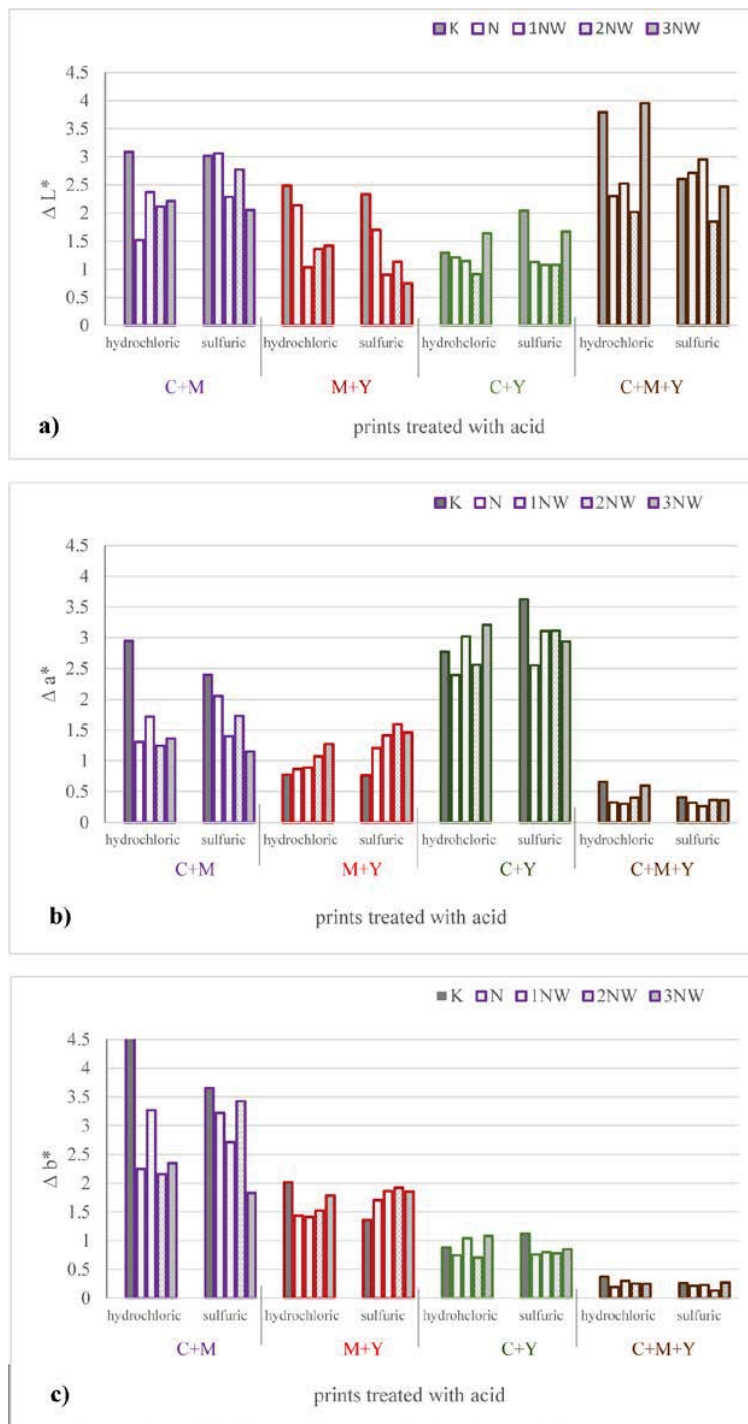 K N 1NW 2NW 3NW
4.5
4
3.5
3
2.5
2
1.5
1
0.5
0
Δ L*
hydrochloric sulfuric hydrochloric sulfuric hydrohcloric sulfuric hydrochloric sulfuric
C+M M+Y C+Y C+M+Y
a) prints treated with acid
K N 1NW 2NW 3NW
4.5
4
3.5
3
2.5
2
1.5
1
0.5
0
Δ a*
hydrochloric sulfuric hydrochloric sulfuric hydrohcloric sulfuric hydrochloric sulfuric
C+M M+Y C+Y C+M+Y
b) prints treated with acid
K N 1NW 2NW 3NW
4.5
4
3.5
3
2.5
2
1.5
1
0.5
0
Δ b*
hydrochloric sulfuric hydrochloric sulfuric hydrohcloric sulfuric hydrochloric sulfuric
C+M M+Y C+Y C+M+Y
c) prints treated with acid